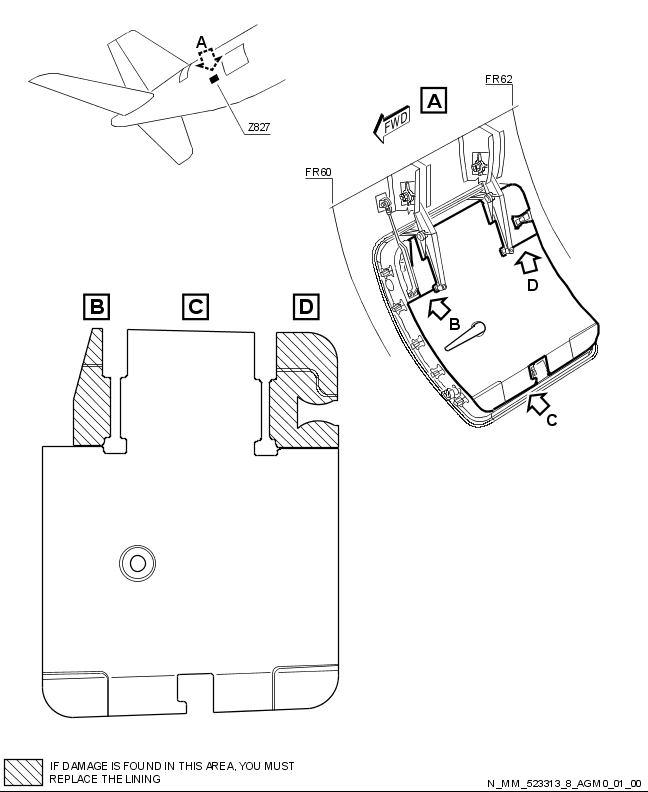 A
Z827
FR62
A
FWD
FR60
D
B
C
B
C
D
IF DAMAGE IS FOUND IN THIS AREA, YOU MUST
REPLACE THE LINING
N_MM_523313_8_AGM0_01_00